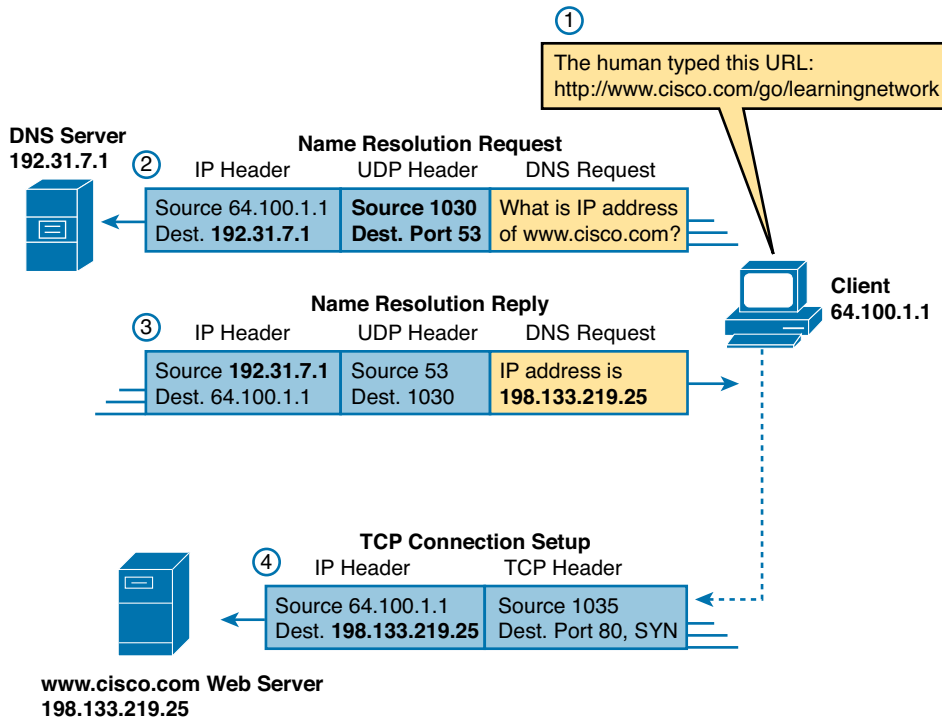 1
The human typed this URL:
http://www.cisco.com/go/learningnetwork
DNS Server
192.31.7.1
Name Resolution Request
2
IP Header
UDP Header
DNS Request
Source 64.100.1.1
Dest. 192.31.7.1
Source 1030
Dest. Port 53
What is IP address
of www.cisco.com?
Client
64.100.1.1
Name Resolution Reply
3
IP Header
UDP Header
DNS Request
Source 192.31.7.1
Dest. 64.100.1.1
Source 53
Dest. 1030
IP address is
198.133.219.25
TCP Connection Setup
4
IP Header
TCP Header
Source 64.100.1.1
Dest. 198.133.219.25
Source 1035
Dest. Port 80, SYN
www.cisco.com Web Server
198.133.219.25